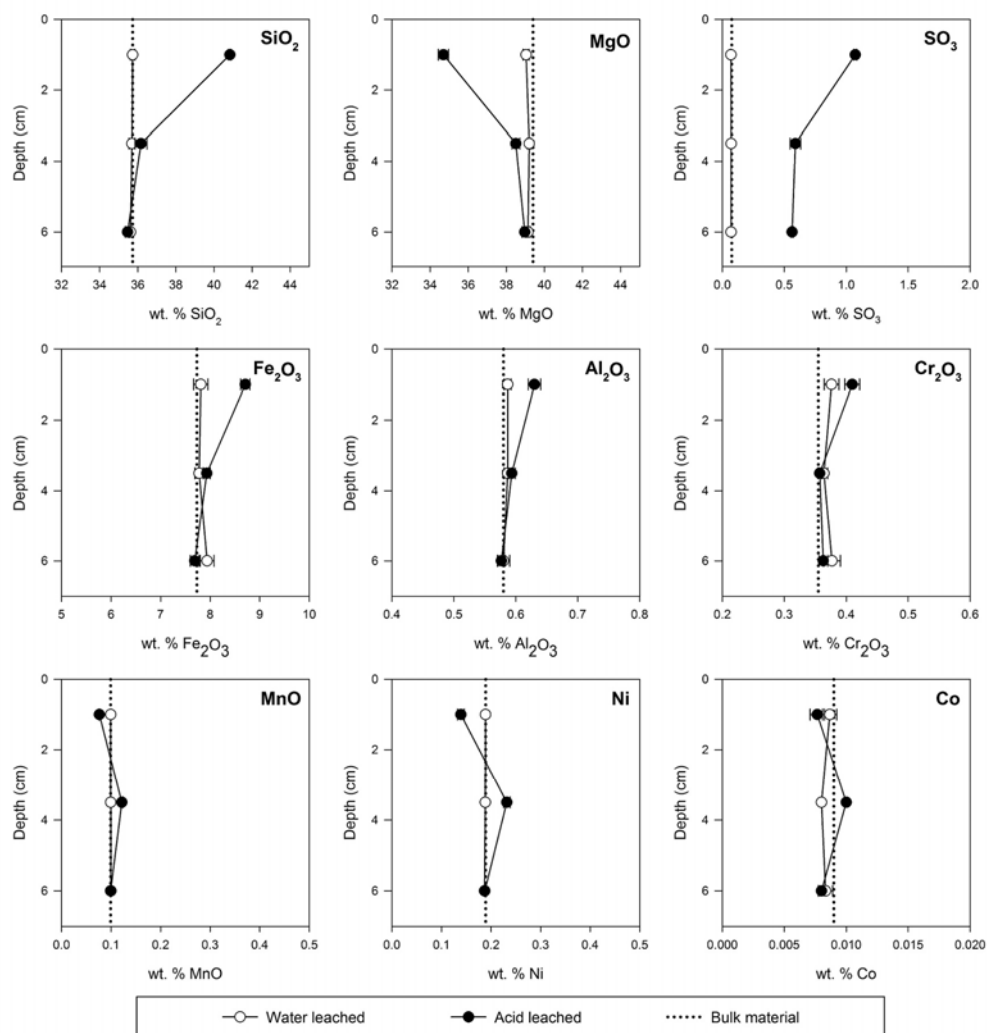 SiO₂
0
2
4
6
Depth (cm)
32 34 36 38 40 42 44
wt. % SiO₂
MgO
0
2
4
6
Depth (cm)
32 34 36 38 40 42 44
wt. % MgO
SO₃
0
2
4
6
Depth (cm)
0.0 0.5 1.0 1.5 2.0
wt. % SO₃
Fe₂O₃
0
2
4
6
Depth (cm)
5 6 7 8 9 10
wt. % Fe₂O₃
Al₂O₃
0
2
4
6
Depth (cm)
0.4 0.5 0.6 0.7 0.8
wt. % Al₂O₃
Cr₂O₃
0
2
4
6
Depth (cm)
0.2 0.3 0.4 0.5 0.6
wt. % Cr₂O₃
MnO
0
2
4
6
Depth (cm)
0.0 0.1 0.2 0.3 0.4 0.5
wt. % MnO
Ni
0
2
4
6
Depth (cm)
0.0 0.1 0.2 0.3 0.4 0.5
wt. % Ni
Co
0
2
4
6
Depth (cm)
0.000 0.005 0.010 0.015 0.020
wt. % Co
Water leached Acid leached Bulk material